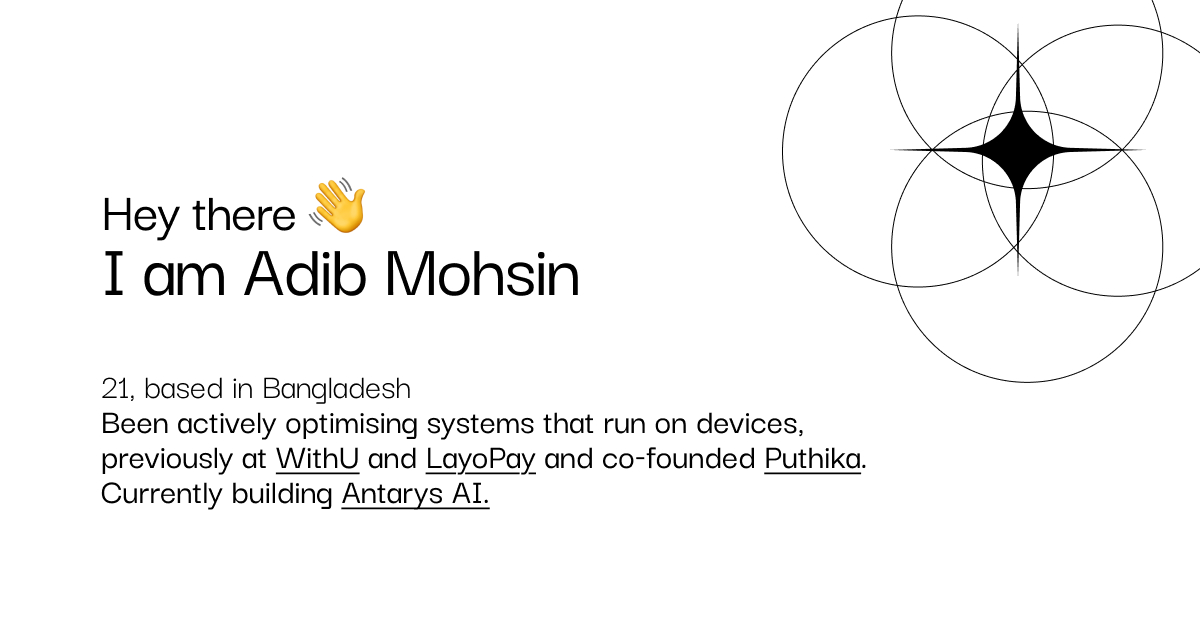 Hey there 👋
I am Adib Mohsin
21, based in Bangladesh
Been actively optimising systems that run on devices,
previously at WithU and LayoPay and co-founded Puthika.
Currently building Antarys AI.